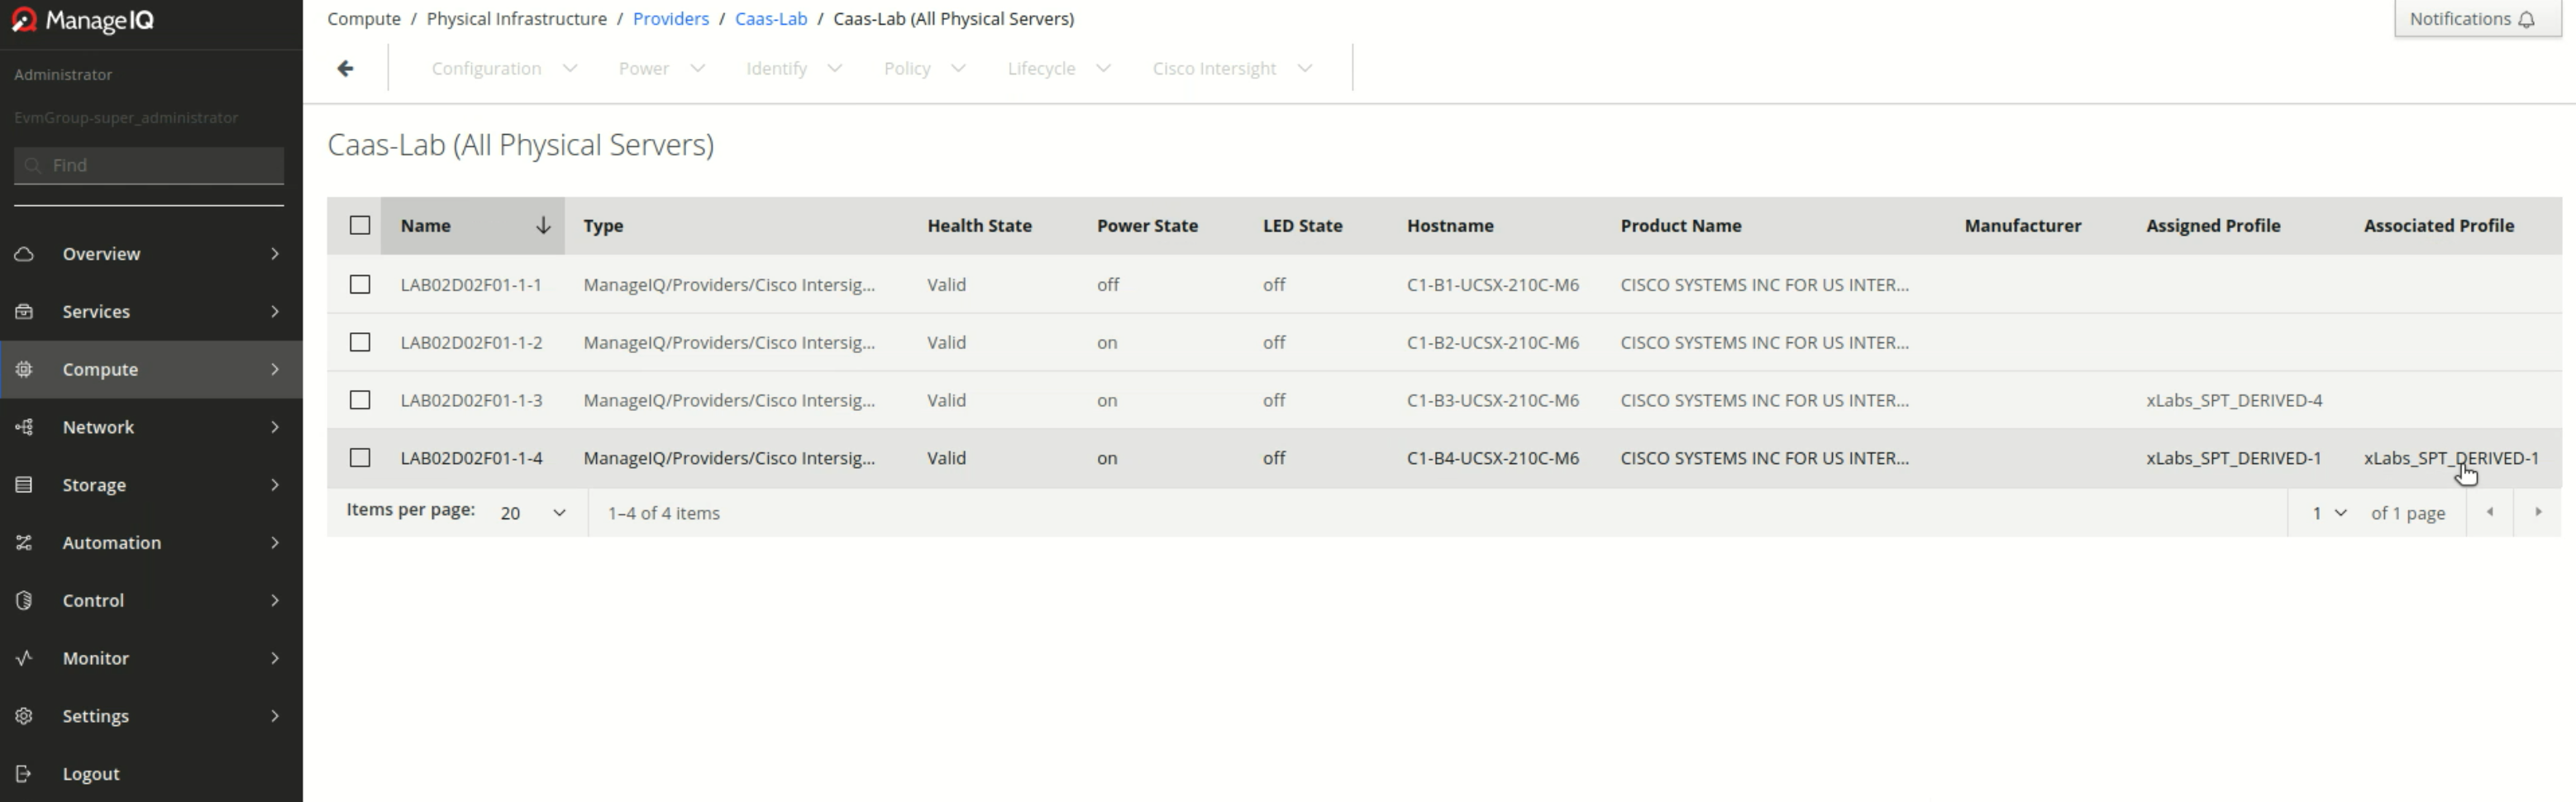 ManageIQ
Administrator
EvmGroup-super_administrator
Find
Overview
Services
Compute
Network
Storage
Automation
Control
Monitor
Settings
Logout
Compute / Physical Infrastructure / Providers / Caas-Lab / Caas-Lab (All Physical Servers)
Notifications
Configuration Power Identify Policy Lifecycle Cisco Intersight
Caas-Lab (All Physical Servers)
Name Type Health State Power State LED State Hostname Product Name Manufacturer Assigned Profile Associated Profile
LAB02D02F01-1-1 ManageIQ/Providers/Cisco Intersig... Valid off off C1-B1-UCSX-210C-M6 CISCO SYSTEMS INC FOR US INTER...
LAB02D02F01-1-2 ManageIQ/Providers/Cisco Intersig... Valid on off C1-B2-UCSX-210C-M6 CISCO SYSTEMS INC FOR US INTER...
LAB02D02F01-1-3 ManageIQ/Providers/Cisco Intersig... Valid on off C1-B3-UCSX-210C-M6 CISCO SYSTEMS INC FOR US INTER... xLabs_SPT_DERIVED-4
LAB02D02F01-1-4 ManageIQ/Providers/Cisco Intersig... Valid on off C1-B4-UCSX-210C-M6 CISCO SYSTEMS INC FOR US INTER... xLabs_SPT_DERIVED-1 xLabs_SPT_DERIVED-1
Items per page: 20 1–4 of 4 items 1 of 1 page